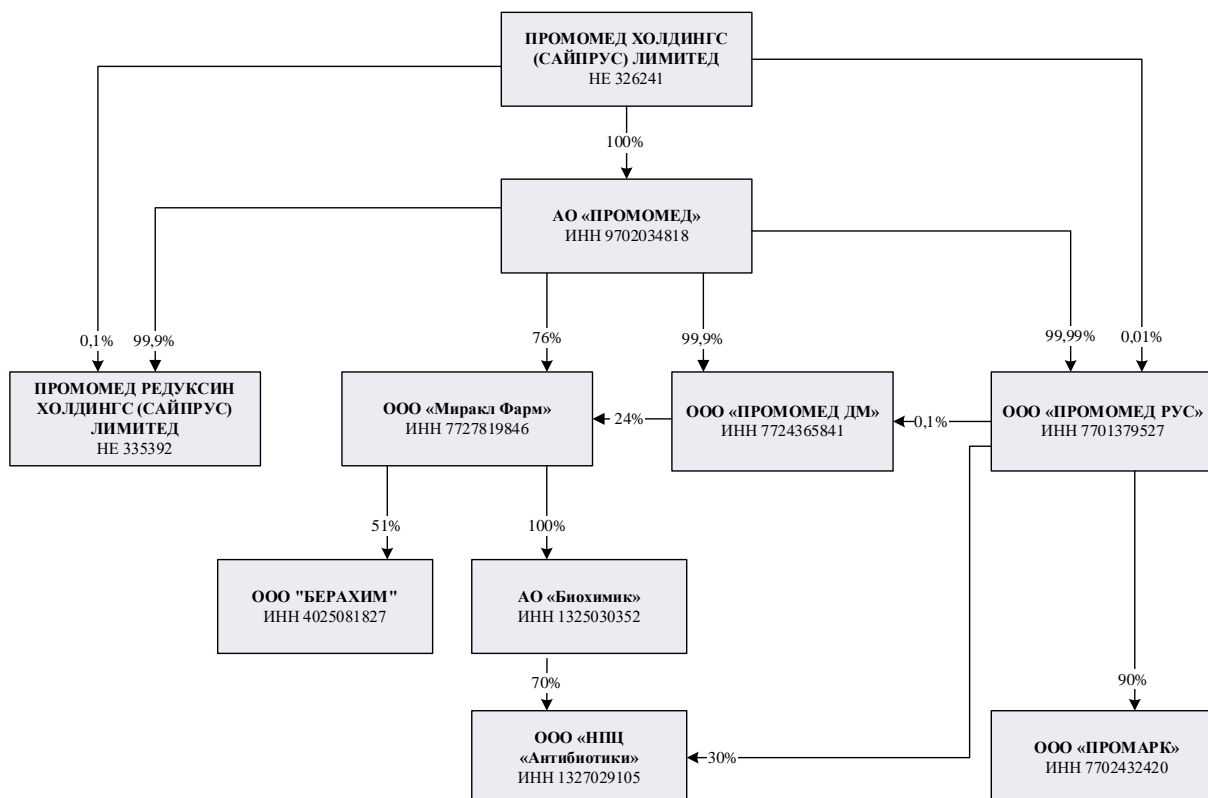 ПРОМОМЕД ХОЛДИНГС
(САЙПРУС) ЛИМИТЕД
HE 326241
100%
АО «ПРОМОМЕД»
ИНН 9702034818
0,1%
99,9%
76%
99,9%
99,99%
0,01%
ПРОМОМЕД РЕДУКСИН
ХОЛДИНГС (САЙПРУС)
ЛИМИТЕД
HE 335392
ООО «Миракл Фарм»
ИНН 7727819846
24%
ООО «ПРОМОМЕД ДМ»
ИНН 7724365841
0,1%
ООО «ПРОМОМЕД РУС»
ИНН 7701379527
51%
100%
ООО "БЕРАХИМ"
ИНН 4025081827
АО «Биохимик»
ИНН 1325030352
70%
90%
ООО «НПЦ
«Антибиотики»
ИНН 1327029105
30%
ООО «ПРОМАРК»
ИНН 7702432420